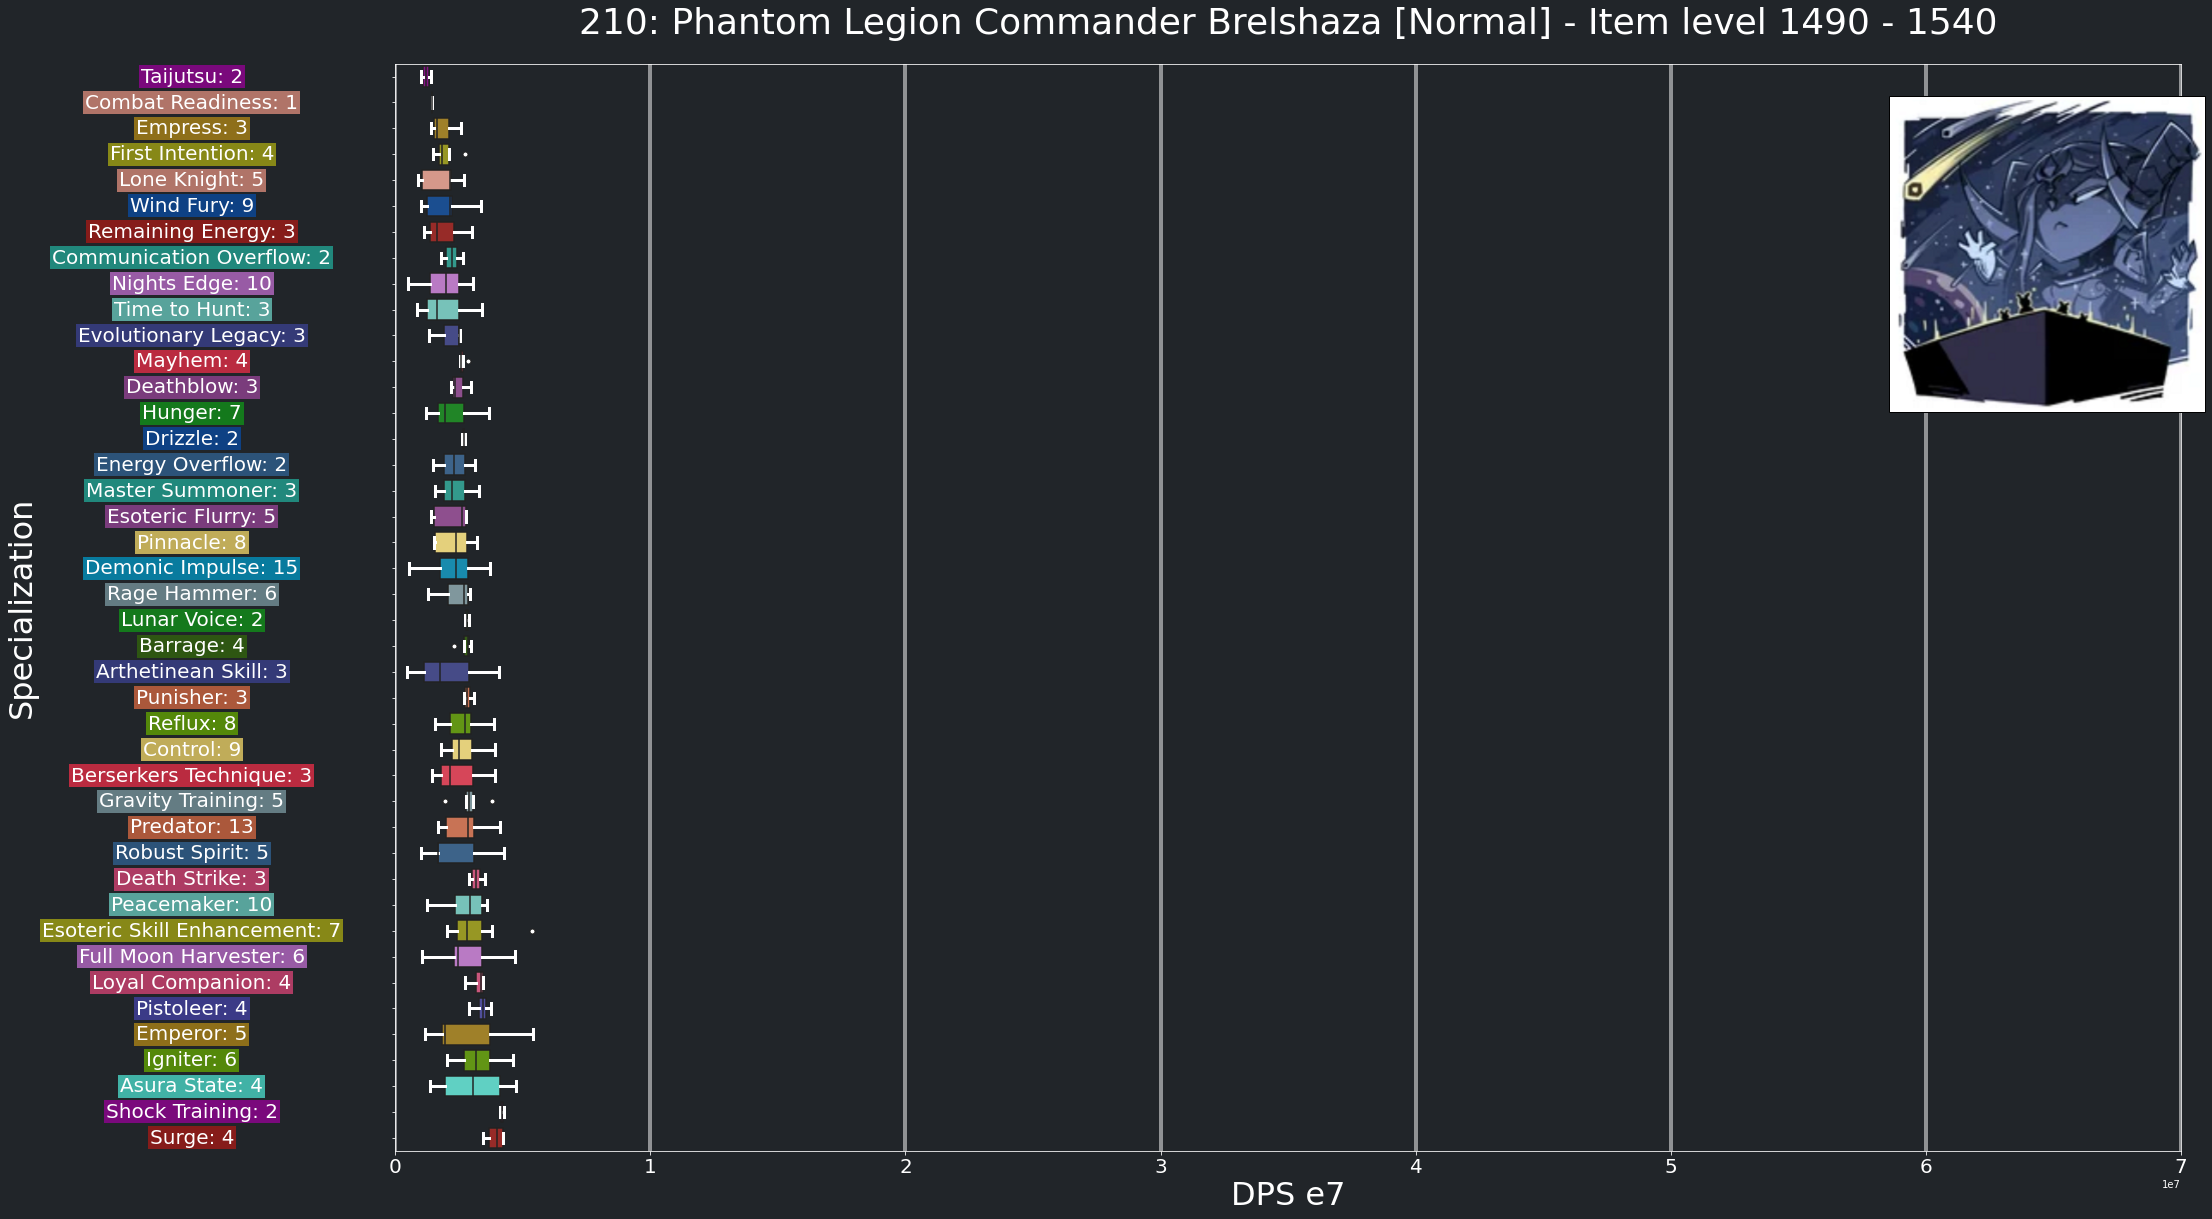 210: Phantom Legion Commander Brelshaza [Normal] - Item level 1490 - 1540
Specialization
Taijutsu: 2
Combat Readiness: 1
Empress: 3
First Intention: 4
Lone Knight: 5
Wind Fury: 9
Remaining Energy: 3
Communication Overflow: 2
Nights Edge: 10
Time to Hunt: 3
Evolutionary Legacy: 3
Mayhem: 4
Deathblow: 3
Hunger: 7
Drizzle: 2
Energy Overflow: 2
Master Summoner: 3
Esoteric Flurry: 5
Pinnacle: 8
Demonic Impulse: 15
Rage Hammer: 6
Lunar Voice: 2
Barrage: 4
Arthetinean Skill: 3
Punisher: 3
Reflux: 8
Control: 9
Berserkers Technique: 3
Gravity Training: 5
Predator: 13
Robust Spirit: 5
Death Strike: 3
Peacemaker: 10
Esoteric Skill Enhancement: 7
Full Moon Harvester: 6
Loyal Companion: 4
Pistoleer: 4
Emperor: 5
Igniter: 6
Asura State: 4
Shock Training: 2
Surge: 4
0 1 2 3 4 5 6 7
1e7
DPS e7